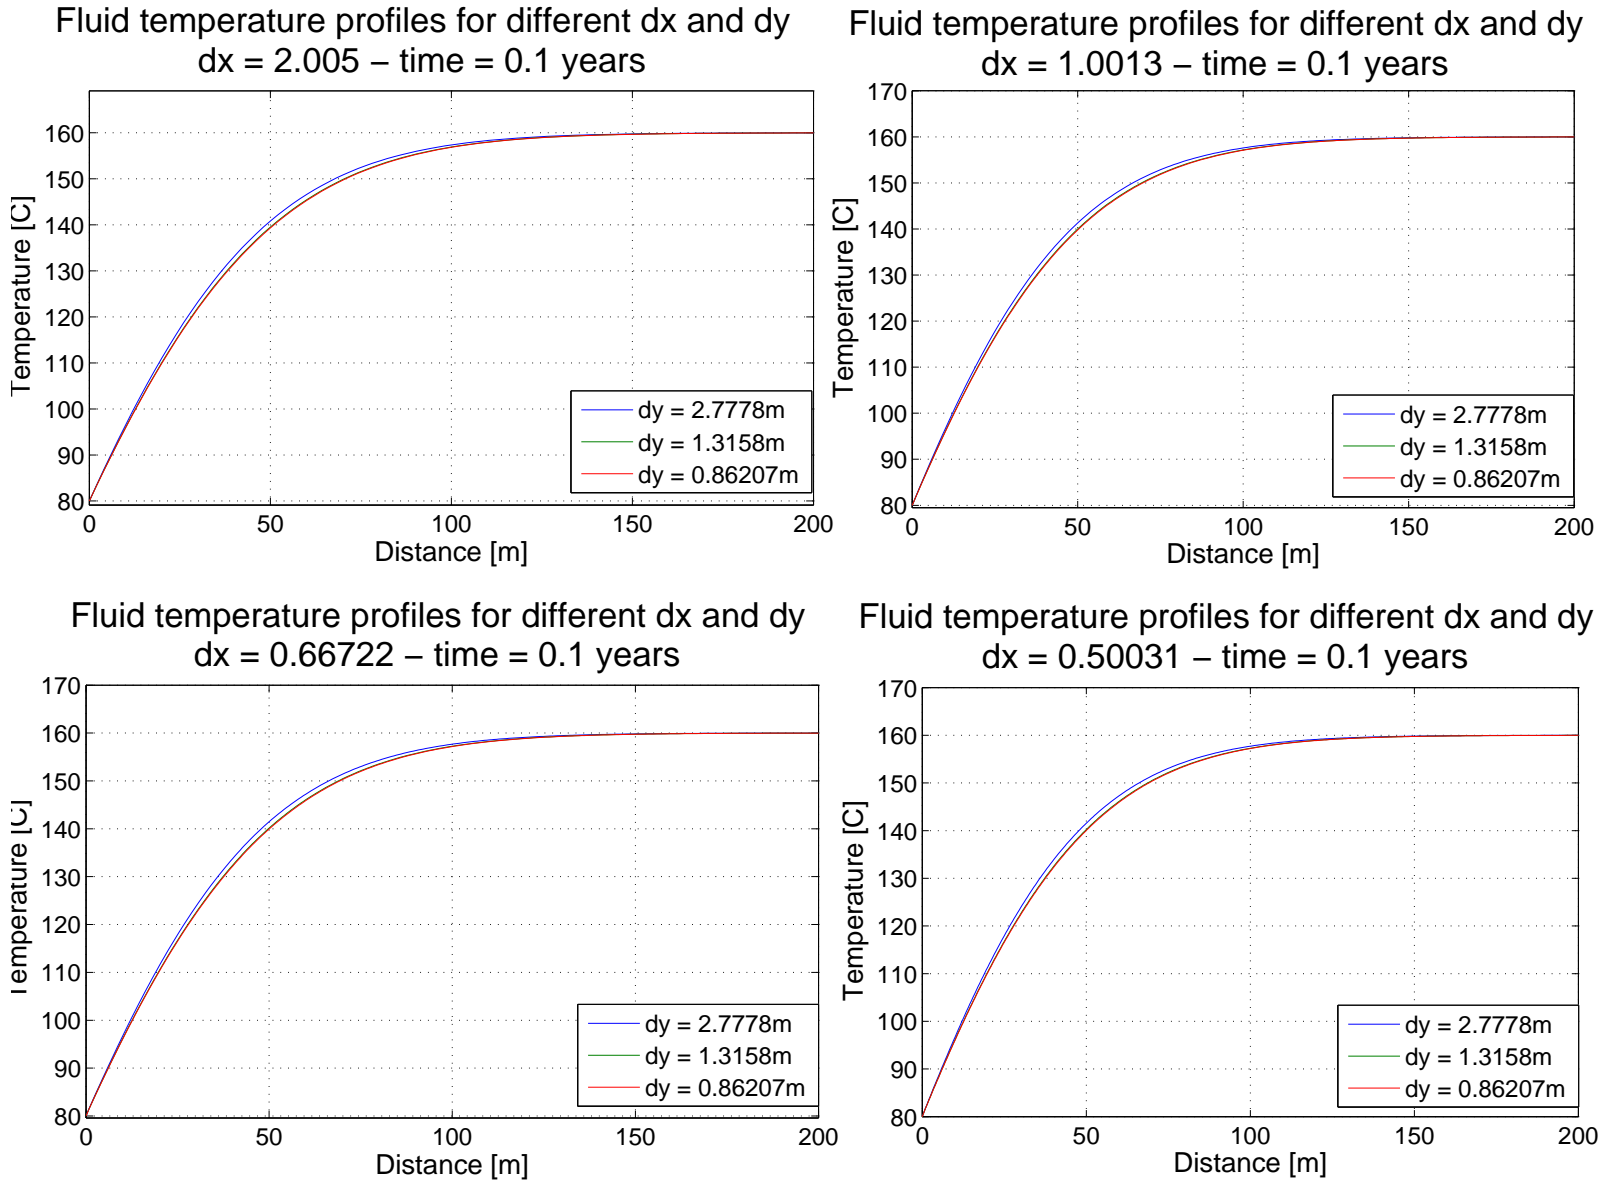 Fluid temperature profiles for different dx and dy
dx = 2.005 − time = 0.1 years
160
150
140
130
120
110
100
90
80
0 50 100 150 200
Temperature [C]
Distance [m]
dy = 2.7778m
dy = 1.3158m
dy = 0.86207m
Fluid temperature profiles for different dx and dy
dx = 1.0013 − time = 0.1 years
170
160
150
140
130
120
110
100
90
80
0 50 100 150 200
Temperature [C]
Distance [m]
dy = 2.7778m
dy = 1.3158m
dy = 0.86207m
Fluid temperature profiles for different dx and dy
dx = 0.66722 − time = 0.1 years
170
160
150
140
130
120
110
100
90
80
0 50 100 150 200
Temperature [C]
Distance [m]
dy = 2.7778m
dy = 1.3158m
dy = 0.86207m
Fluid temperature profiles for different dx and dy
dx = 0.50031 − time = 0.1 years
170
160
150
140
130
120
110
100
90
80
0 50 100 150 200
Temperature [C]
Distance [m]
dy = 2.7778m
dy = 1.3158m
dy = 0.86207m